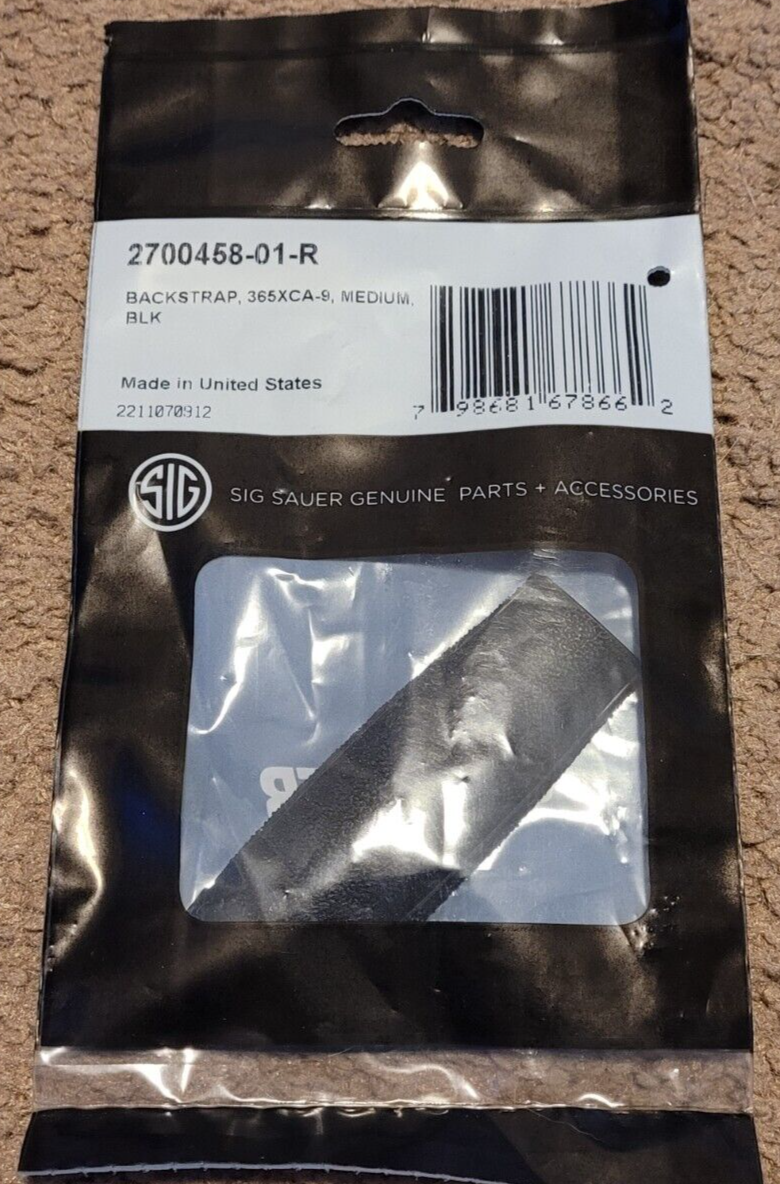 2700458-01-R
BACKSTRAP, 365XCA-9, MEDIUM,
BLK
Made in United States
2211070912
7 98681 67866 2
SIG
SIG SAUER GENUINE PARTS + ACCESSORIES